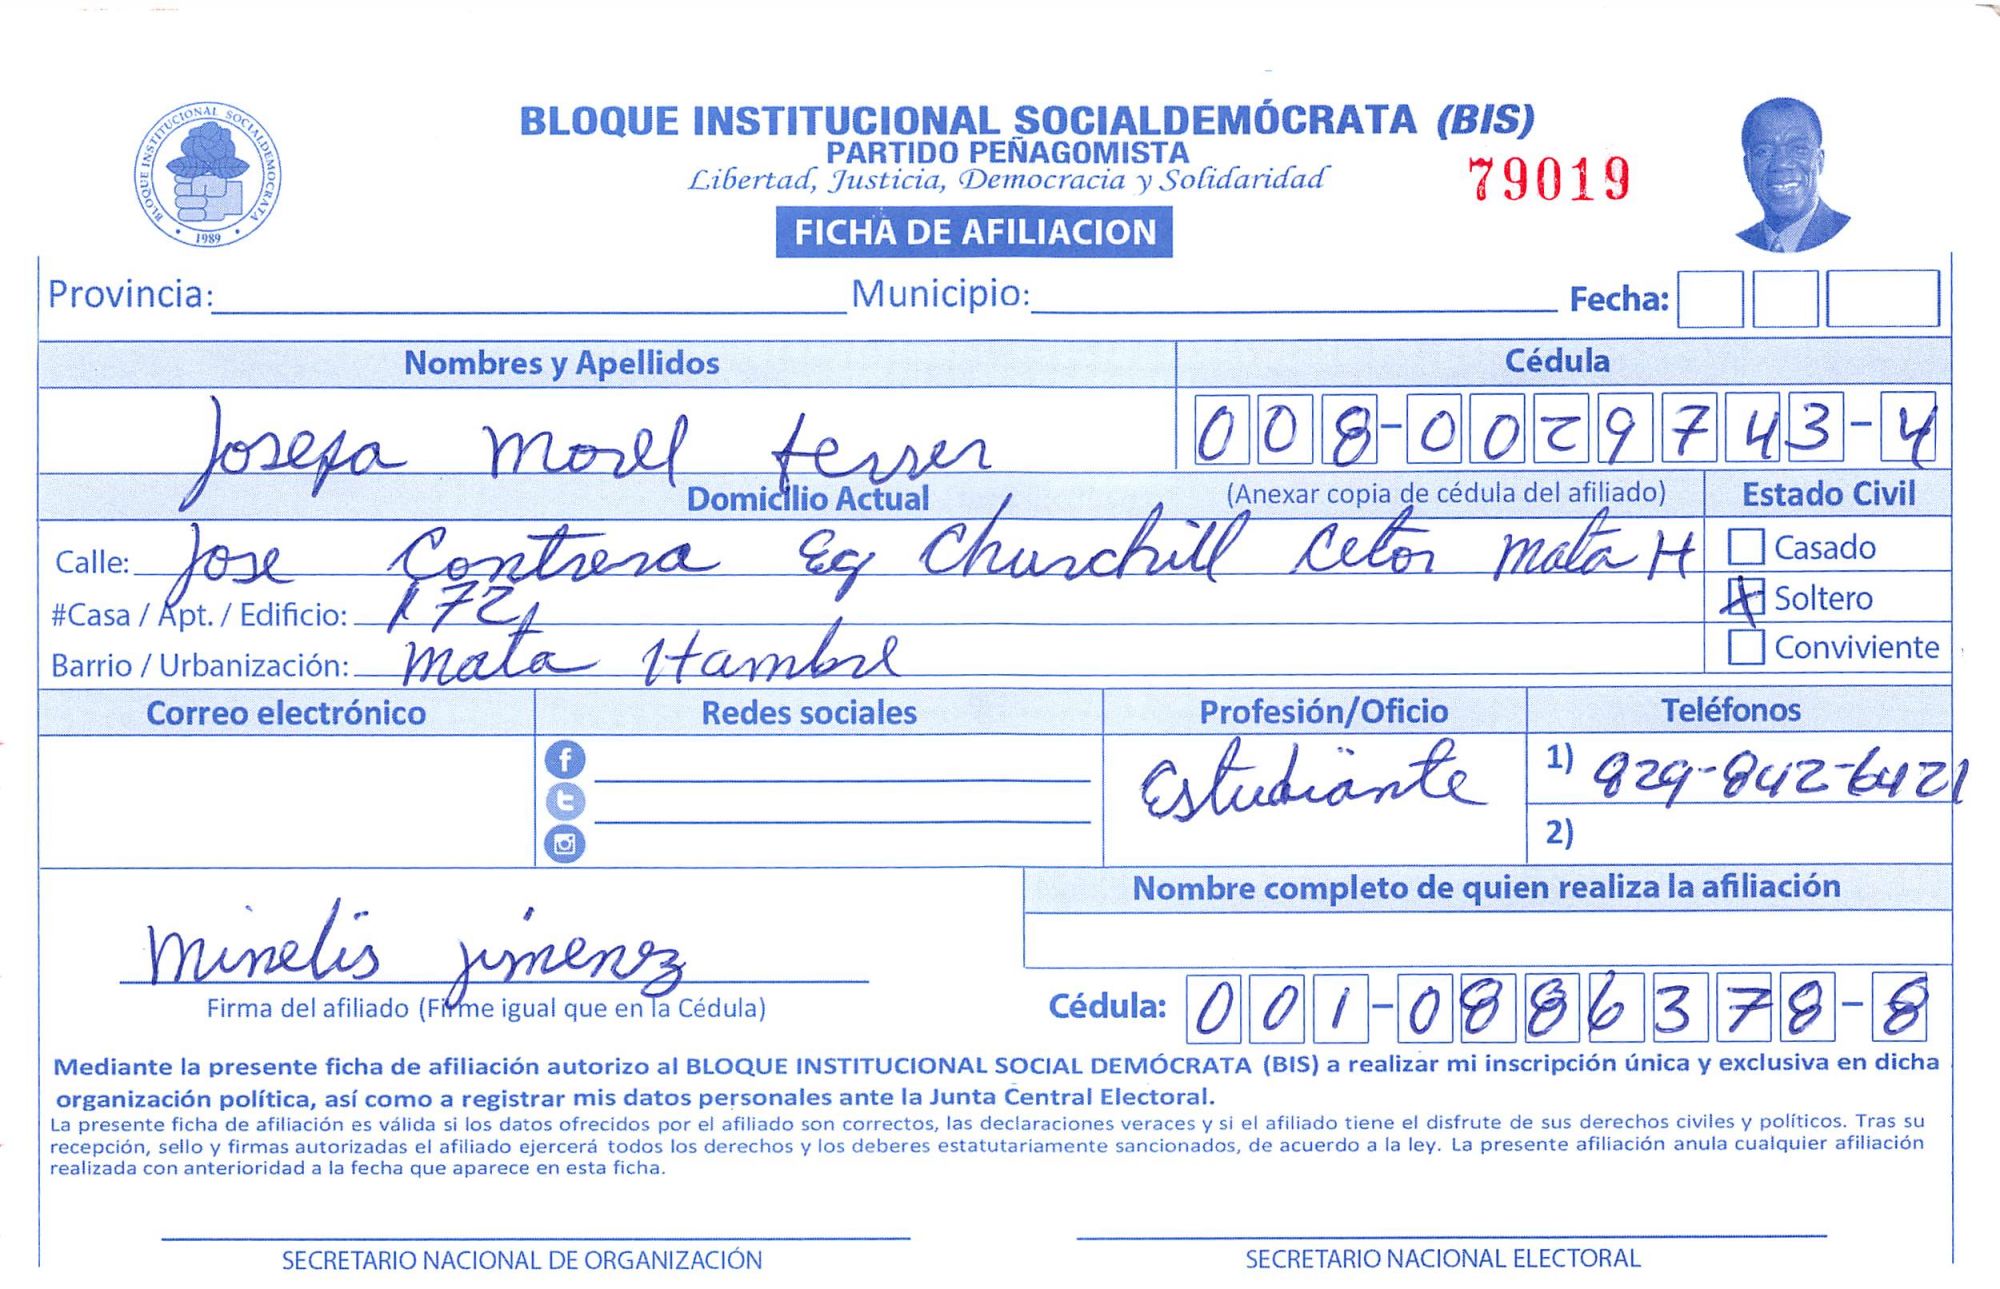 BLOQUE INSTITUCIONAL SOCIALDEMÓCRATA (BIS)
PARTIDO PEÑAGOMISTA
Libertad, Justicia, Democracia y Solidaridad
79019
BLOQUE INSTITUCIONAL SOCIALDEMOCRATA
1989
FICHA DE AFILIACION
Provincia: Municipio: Fecha:
Nombres y Apellidos Cédula
Josefa Morel ferrer 008-0029743-4
Domicilio Actual (Anexar copia de cédula del afiliado) Estado Civil
Calle: Jose Contrera Eq Churchill Cetor Mata H Casado
#Casa / Apt. / Edificio: 172 X Soltero
Barrio / Urbanización: Mata Hambre Conviviente
Correo electrónico Redes sociales Profesión/Oficio Teléfonos
Estudiante 1) 829-842-6421
2)
Nombre completo de quien realiza la afiliación
Minelis jimenez
Firma del afiliado (Firme igual que en la Cédula) Cédula: 001-0886378-8
Mediante la presente ficha de afiliación autorizo al BLOQUE INSTITUCIONAL SOCIAL DEMÓCRATA (BIS) a realizar mi inscripción única y exclusiva en dicha
organización política, así como a registrar mis datos personales ante la Junta Central Electoral.
La presente ficha de afiliación es válida si los datos ofrecidos por el afiliado son correctos, las declaraciones veraces y si el afiliado tiene el disfrute de sus derechos civiles y políticos. Tras su
recepción, sello y firmas autorizadas el afiliado ejercerá todos los derechos y los deberes estatutariamente sancionados, de acuerdo a la ley. La presente afiliación anula cualquier afiliación
realizada con anterioridad a la fecha que aparece en esta ficha.
SECRETARIO NACIONAL DE ORGANIZACIÓN SECRETARIO NACIONAL ELECTORAL